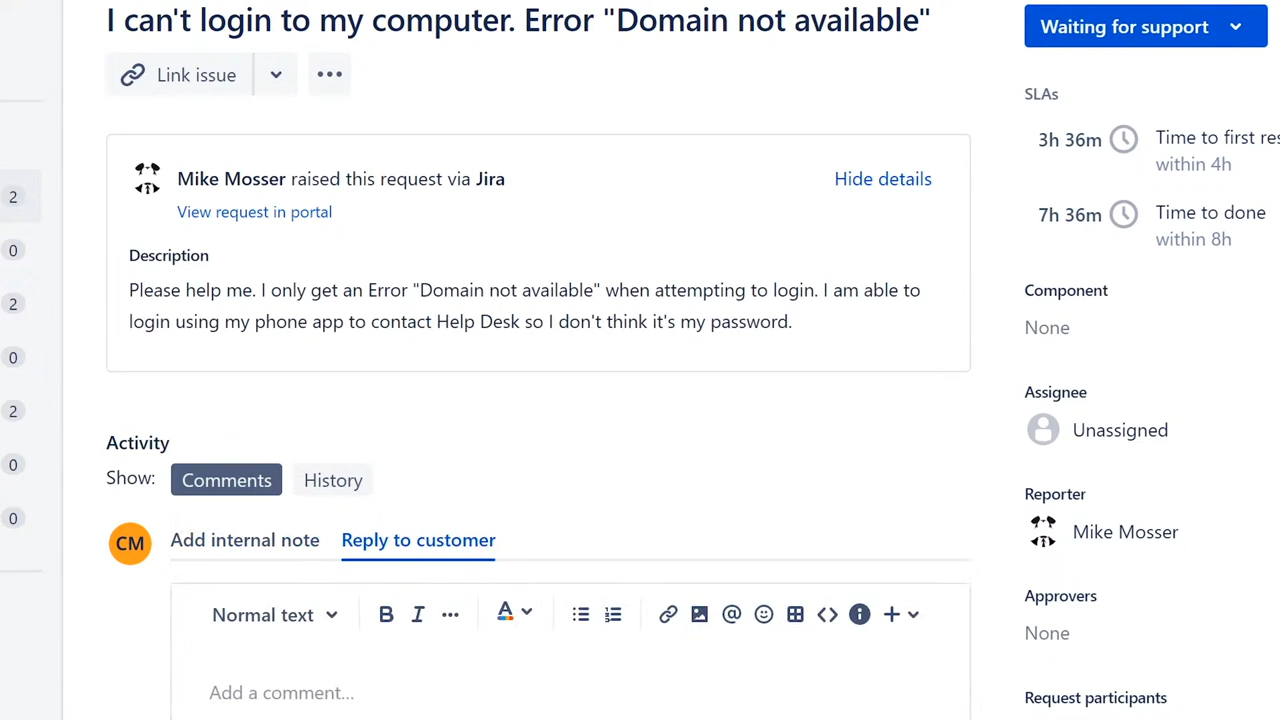 I can't login to my computer. Error "Domain not available"
Link issue
Mike Mosser raised this request via Jira
Hide details
View request in portal
Description
Please help me. I only get an Error "Domain not available" when attempting to login. I am able to
login using my phone app to contact Help Desk so I don't think it's my password.
Activity
Show: Comments History
CM Add internal note Reply to customer
Normal text B I A
Add a comment...
2
0
2
0
2
0
0
Waiting for support
SLAs
3h 36m Time to first res
within 4h
7h 36m Time to done
within 8h
Component
None
Assignee
Unassigned
Reporter
Mike Mosser
Approvers
None
Request participants